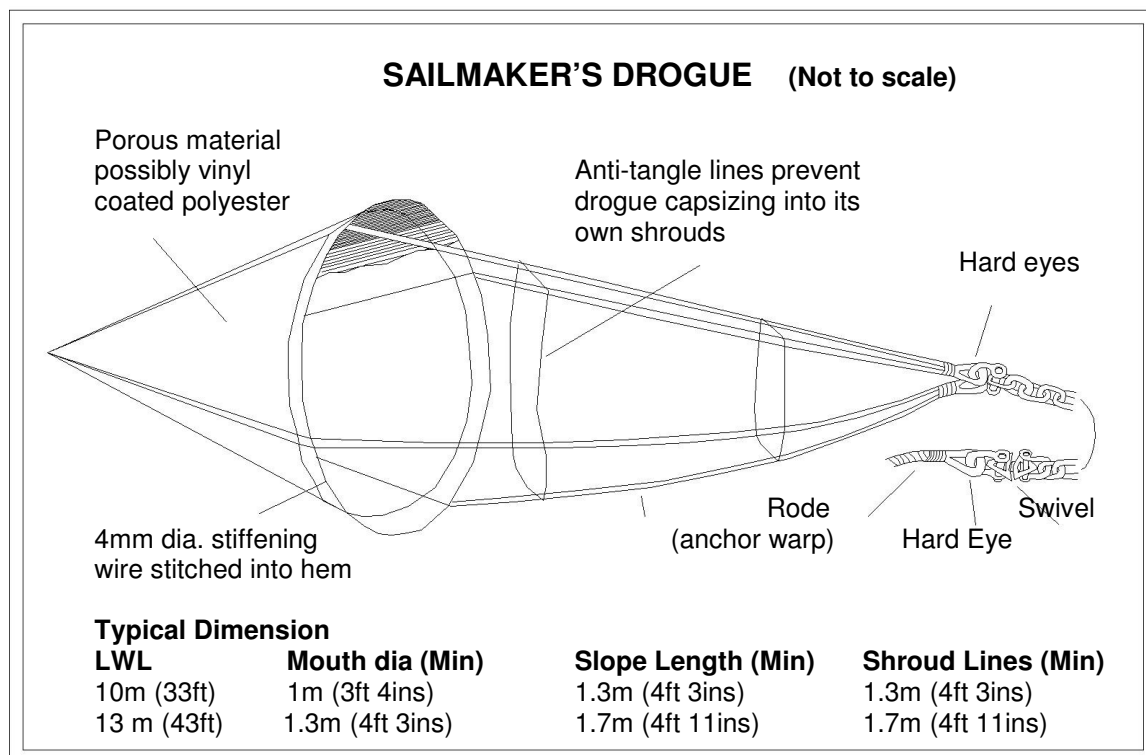 SAILMAKER'S DROGUE (Not to scale)
Porous material
possibly vinyl
coated polyester
Anti-tangle lines prevent
drogue capsizing into its
own shrouds
Hard eyes
4mm dia. stiffening
wire stitched into hem
Rode
(anchor warp)
Hard Eye
Swivel
Typical Dimension
LWL Mouth dia (Min) Slope Length (Min) Shroud Lines (Min)
10m (33ft) 1m (3ft 4ins) 1.3m (4ft 3ins) 1.3m (4ft 3ins)
13 m (43ft) 1.3m (4ft 3ins) 1.7m (4ft 11ins) 1.7m (4ft 11ins)